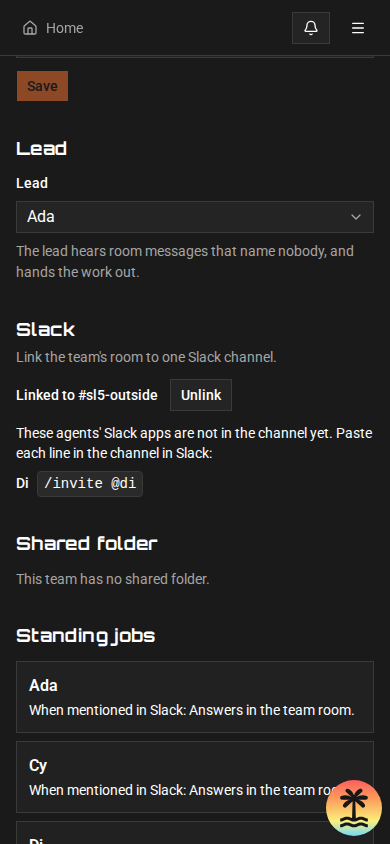 Home
Save
Lead
Lead
Ada
The lead hears room messages that name nobody, and
hands the work out.
Slack
Link the team's room to one Slack channel.
Linked to #sl5-outside
Unlink
These agents' Slack apps are not in the channel yet. Paste
each line in the channel in Slack:
Di /invite @di
Shared folder
This team has no shared folder.
Standing jobs
Ada
When mentioned in Slack: Answers in the team room.
Cy
When mentioned in Slack: Answers in the team